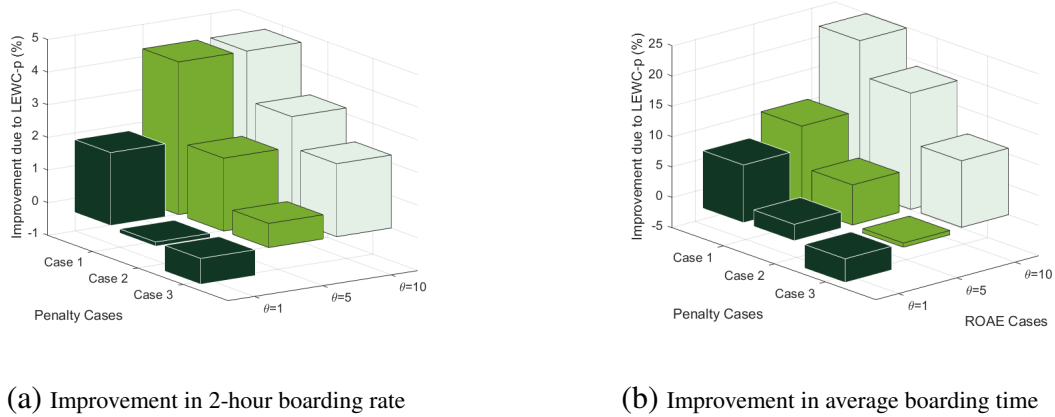 Improvement due to LEWC-p (%)
5
4
3
2
1
0
-1
Case 1
Case 2
Case 3
Penalty Cases
θ=1
θ=5
θ=10
(a) Improvement in 2-hour boarding rate
Improvement due to LEWC-p (%)
25
20
15
10
5
0
-5
Case 1
Case 2
Case 3
Penalty Cases
θ=1
θ=5
θ=10
ROAE Cases
(b) Improvement in average boarding time